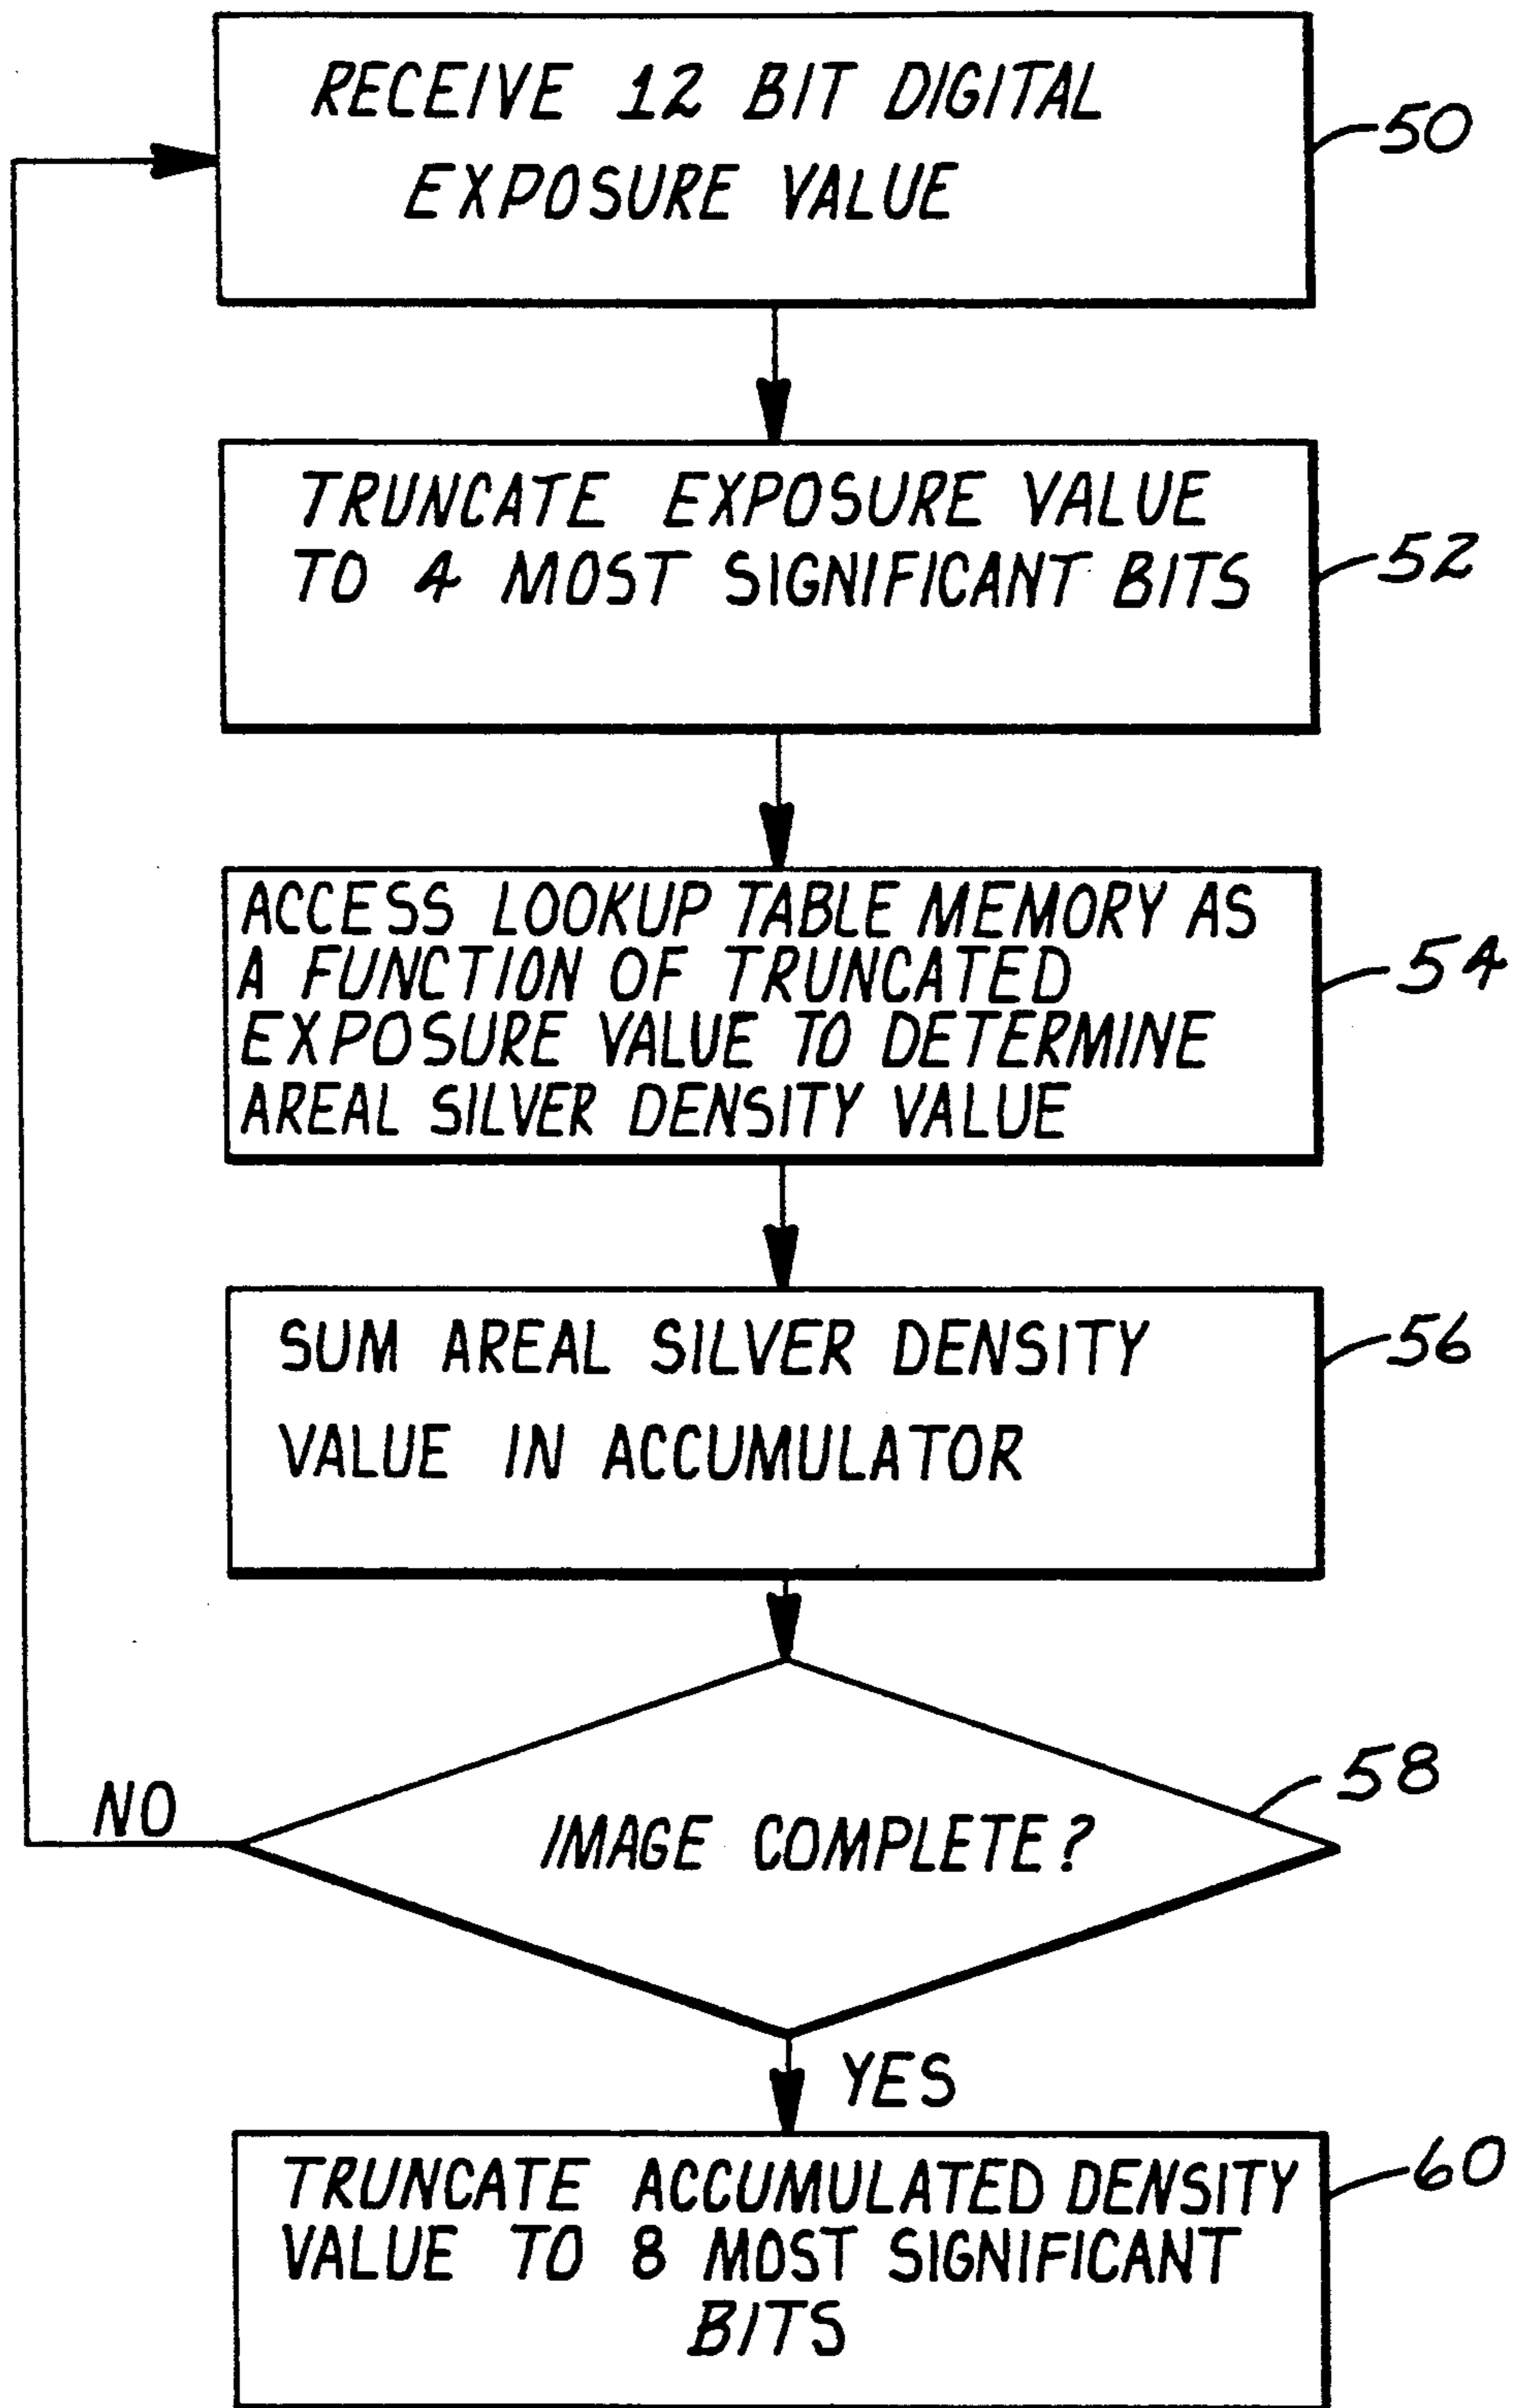 RECEIVE 12 BIT DIGITAL
EXPOSURE VALUE
50
TRUNCATE EXPOSURE VALUE
TO 4 MOST SIGNIFICANT BITS
52
ACCESS LOOKUP TABLE MEMORY AS
A FUNCTION OF TRUNCATED
EXPOSURE VALUE TO DETERMINE
AREAL SILVER DENSITY VALUE
54
SUM AREAL SILVER DENSITY
VALUE IN ACCUMULATOR
56
IMAGE COMPLETE?
58
NO
YES
TRUNCATE ACCUMULATED DENSITY
VALUE TO 8 MOST SIGNIFICANT
BITS
60